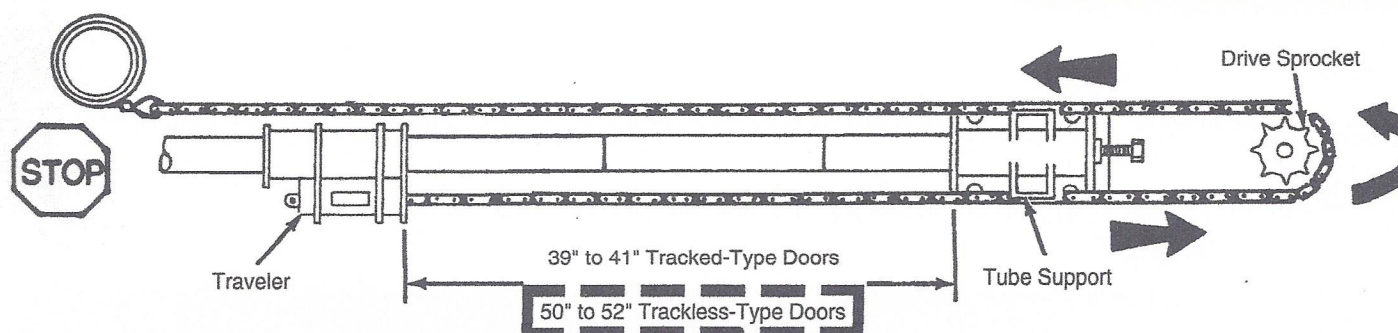 Drive Sprocket
STOP
39" to 41" Tracked-Type Doors
Traveler
Tube Support
50" to 52" Trackless-Type Doors